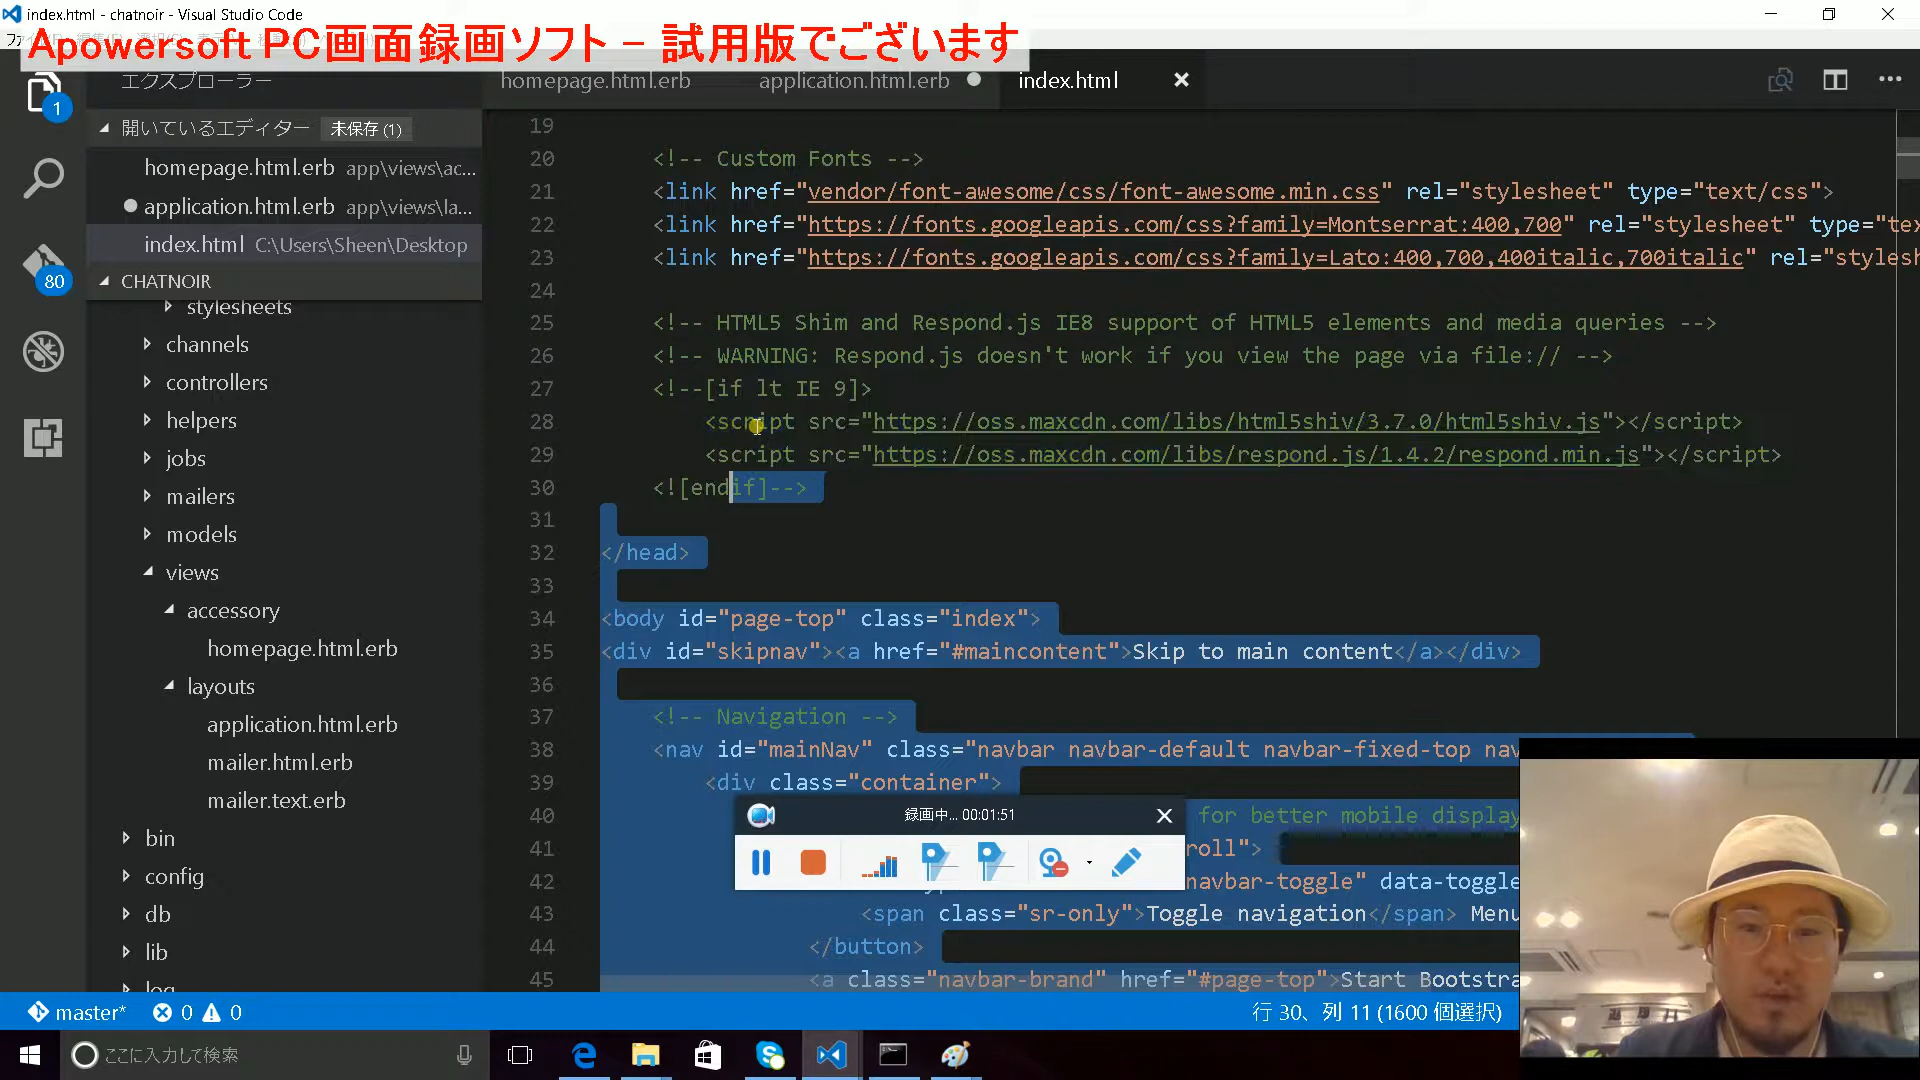 index.html - chatnoir - Visual Studio Code
Apowersoft PC画面録画ソフト – 試用版でございます
エクスプローラー
homepage.html.erb
application.html.erb
index.html
1
開いているエディター 未保存 (1)
homepage.html.erb app\views\ac...
application.html.erb app\views\la...
index.html C:\Users\Sheen\Desktop
80
CHATNOIR
stylesheets
channels
controllers
helpers
jobs
mailers
models
views
accessory
homepage.html.erb
layouts
application.html.erb
mailer.html.erb
mailer.text.erb
bin
config
db
lib
log
19
20 <!-- Custom Fonts -->
21 <link href="vendor/font-awesome/css/font-awesome.min.css" rel="stylesheet" type="text/css">
22 <link href="https://fonts.googleapis.com/css?family=Montserrat:400,700" rel="stylesheet" type="tex
23 <link href="https://fonts.googleapis.com/css?family=Lato:400,700,400italic,700italic" rel="stylesh
24
25 <!-- HTML5 Shim and Respond.js IE8 support of HTML5 elements and media queries -->
26 <!-- WARNING: Respond.js doesn't work if you view the page via file:// -->
27 <!--[if lt IE 9]>
28 <script src="https://oss.maxcdn.com/libs/html5shiv/3.7.0/html5shiv.js"></script>
29 <script src="https://oss.maxcdn.com/libs/respond.js/1.4.2/respond.min.js"></script>
30 <![endif]-->
31
32 </head>
33
34 <body id="page-top" class="index">
35 <div id="skipnav"><a href="#maincontent">Skip to main content</a></div>
36
37 <!-- Navigation -->
38 <nav id="mainNav" class="navbar navbar-default navbar-fixed-top nav
39 <div class="container">
40 for better mobile display
41 roll">
42 navbar-toggle" data-toggle
43 <span class="sr-only">Toggle navigation</span> Menu
44 </button>
45 <a class="navbar-brand" href="#page-top">Start Bootstra
録画中... 00:01:51
master* 0 0
行 30、列 11 (1600 個選択)
ここに入力して検索